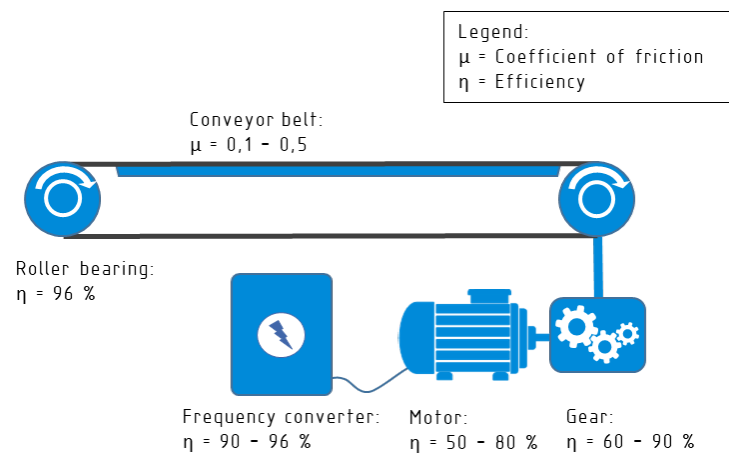 Legend:
μ = Coefficient of friction
η = Efficiency
Conveyor belt:
μ = 0,1 - 0,5
Roller bearing:
η = 96 %
Frequency converter:
η = 90 - 96 %
Motor:
η = 50 - 80 %
Gear:
η = 60 - 90 %